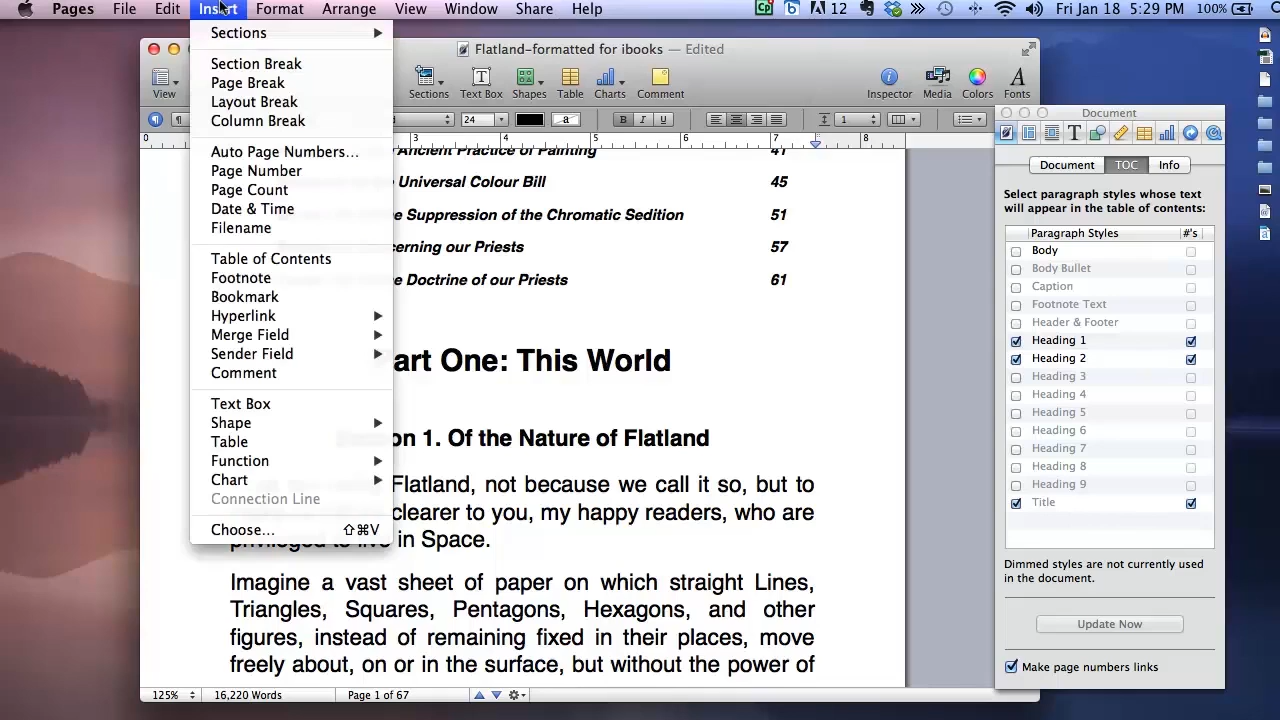 Pages File Edit Insert Format Arrange View Window Share Help 12 Fri Jan 18 5:29 PM 100%
Flatland-formatted for ibooks — Edited
View Sections Text Box Shapes Table Charts Comment Inspector Media Colors Fonts
24 a B I U 1
0 3 4 5 6 7 8
Sections
Section Break
Page Break
Layout Break
Column Break
Auto Page Numbers...
Page Number
Page Count
Date & Time
Filename
Table of Contents
Footnote
Bookmark
Hyperlink
Merge Field
Sender Field
Comment
Text Box
Shape
Table
Function
Chart
Connection Line
Choose... ⇧⌘V
Ancient Practice of Painting 41
Universal Colour Bill 45
e Suppression of the Chromatic Sedition 51
cerning our Priests 57
e Doctrine of our Priests 61
art One: This World
on 1. Of the Nature of Flatland
Flatland, not because we call it so, but to
clearer to you, my happy readers, who are
privileged to live in Space.
Imagine a vast sheet of paper on which straight Lines,
Triangles, Squares, Pentagons, Hexagons, and other
figures, instead of remaining fixed in their places, move
freely about, on or in the surface, but without the power of
125% 16,220 Words Page 1 of 67
Document
Document TOC Info
Select paragraph styles whose text
will appear in the table of contents:
Paragraph Styles #'s
Body
Body Bullet
Caption
Footnote Text
Header & Footer
Heading 1
Heading 2
Heading 3
Heading 4
Heading 5
Heading 6
Heading 7
Heading 8
Heading 9
Title
Dimmed styles are not currently used
in the document.
Update Now
Make page numbers links